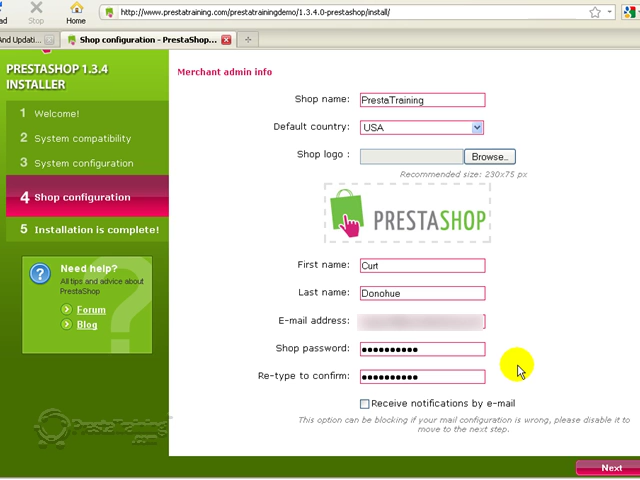 Stop
Home
http://www.prestatraining.com/prestatrainingdemo/1.3.4.0-prestashop/install/
And Updati...
Shop configuration - PrestaShop...
PRESTASHOP 1.3.4
INSTALLER
1 Welcome!
2 System compatibility
3 System configuration
4 Shop configuration
5 Installation is complete!
Need help?
All tips and advice about
PrestaShop
Forum
Blog
PrestaTraining
.com
Merchant admin info
Shop name: PrestaTraining
Default country: USA
Shop logo : Browse..
Recommended size: 230x75 px
PRESTASHOP
First name: Curt
Last name: Donohue
E-mail address:
Shop password: ●●●●●●●●●●
Re-type to confirm: ●●●●●●●●●●
Receive notifications by e-mail
This option can be blocking if your mail configuration is wrong, please disable it to
move to the next step.
Next